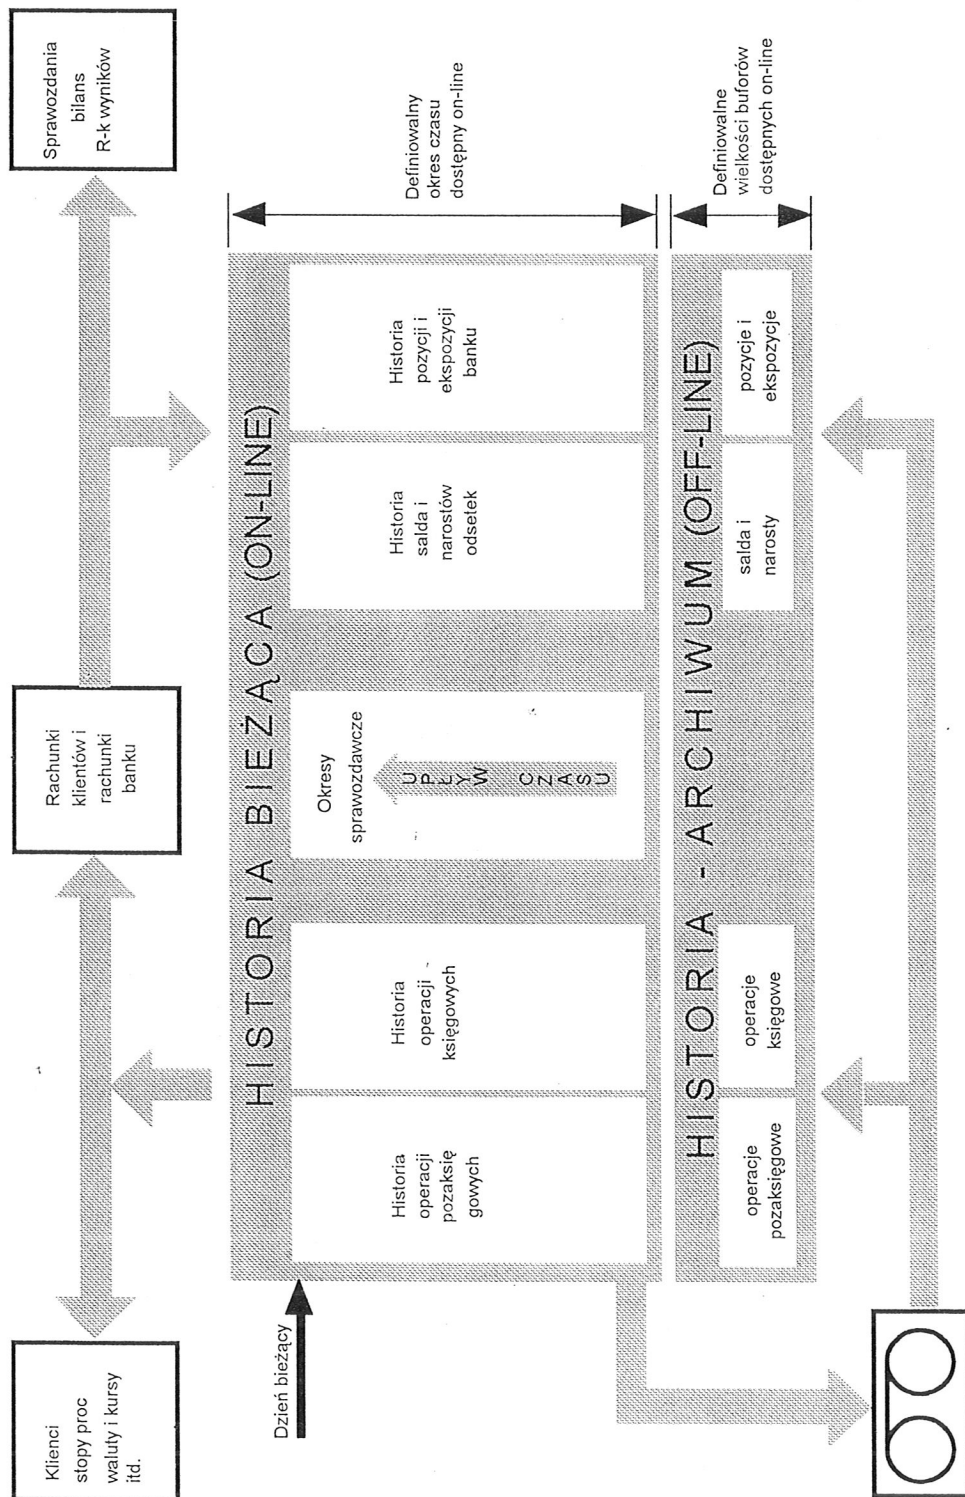 Klienci
stopy proc
waluty i kursy
itd.
Rachunki
klientów i
rachunki
banku
Sprawozdania
bilans
R-k wyników
Dzień bieżący
HISTORIA BIEŻĄCA (ON-LINE)
Historia
operacji
pozaksię
gowych
Historia
operacji
księgowych
Okresy
sprawozdawcze
UPŁYW CZASU
Historia
salda i
narostów
odsetek
Historia
pozycji i
ekspozycji
banku
Definiowalny
okres czasu
dostępny on-line
HISTORIA - ARCHIWUM (OFF-LINE)
operacje
pozaksięgowe
operacje
księgowe
salda i
narosty
pozycje i
ekspozycje
Definiowalne
wielkości buforów
dostępnych on-line